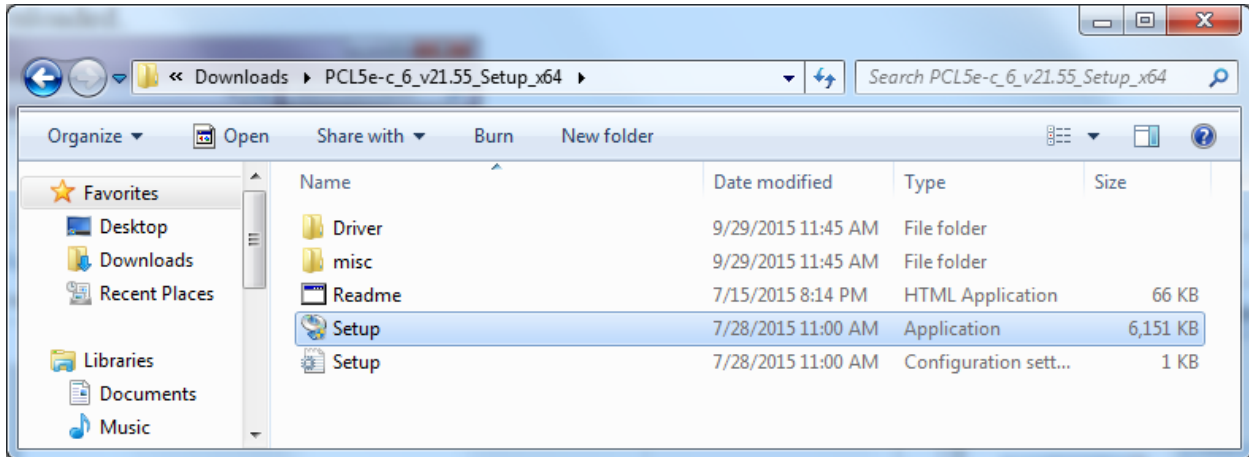 « Downloads ▸ PCL5e-c_6_v21.55_Setup_x64 ▸ Search PCL5e-c_6_v21.55_Setup_x64
Organize Open Share with Burn New folder
Favorites
Desktop
Downloads
Recent Places
Libraries
Documents
Music
Name Date modified Type Size
Driver 9/29/2015 11:45 AM File folder
misc 9/29/2015 11:45 AM File folder
Readme 7/15/2015 8:14 PM HTML Application 66 KB
Setup 7/28/2015 11:00 AM Application 6,151 KB
Setup 7/28/2015 11:00 AM Configuration sett... 1 KB